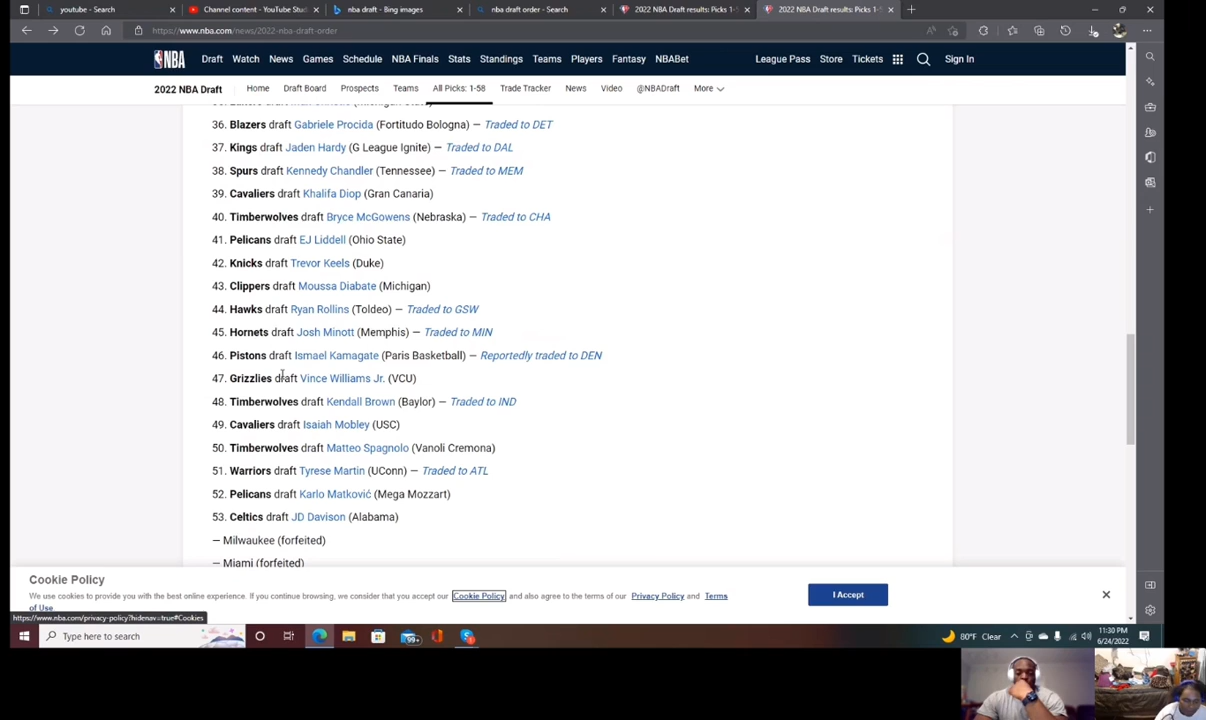 youtube - Search
Channel content - YouTube Stud
nba draft - Bing images
nba draft order - Search
2022 NBA Draft results: Picks 1-5
2022 NBA Draft results: Picks 1-5
https://www.nba.com/news/2022-nba-draft-order
NBA Draft Watch News Games Schedule NBA Finals Stats Standings Teams Players Fantasy NBABet League Pass Store Tickets Sign In
2022 NBA Draft Home Draft Board Prospects Teams All Picks: 1-58 Trade Tracker News Video @NBADraft More
36. Blazers draft Gabriele Procida (Fortitudo Bologna) — Traded to DET
37. Kings draft Jaden Hardy (G League Ignite) — Traded to DAL
38. Spurs draft Kennedy Chandler (Tennessee) — Traded to MEM
39. Cavaliers draft Khalifa Diop (Gran Canaria)
40. Timberwolves draft Bryce McGowens (Nebraska) — Traded to CHA
41. Pelicans draft EJ Liddell (Ohio State)
42. Knicks draft Trevor Keels (Duke)
43. Clippers draft Moussa Diabate (Michigan)
44. Hawks draft Ryan Rollins (Toldeo) — Traded to GSW
45. Hornets draft Josh Minott (Memphis) — Traded to MIN
46. Pistons draft Ismael Kamagate (Paris Basketball) — Reportedly traded to DEN
47. Grizzlies draft Vince Williams Jr. (VCU)
48. Timberwolves draft Kendall Brown (Baylor) — Traded to IND
49. Cavaliers draft Isaiah Mobley (USC)
50. Timberwolves draft Matteo Spagnolo (Vanoli Cremona)
51. Warriors draft Tyrese Martin (UConn) — Traded to ATL
52. Pelicans draft Karlo Matković (Mega Mozzart)
53. Celtics draft JD Davison (Alabama)
— Milwaukee (forfeited)
— Miami (forfeited)
Cookie Policy
We use cookies to provide you with the best online experience. If you continue browsing, we consider that you accept our Cookie Policy and also agree to the terms of our Privacy Policy and Terms
of Use
I Accept
https://www.nba.com/privacy-policy?hidenav=true#Cookies
Type here to search
99+
80°F Clear
11:30 PM
6/24/2022